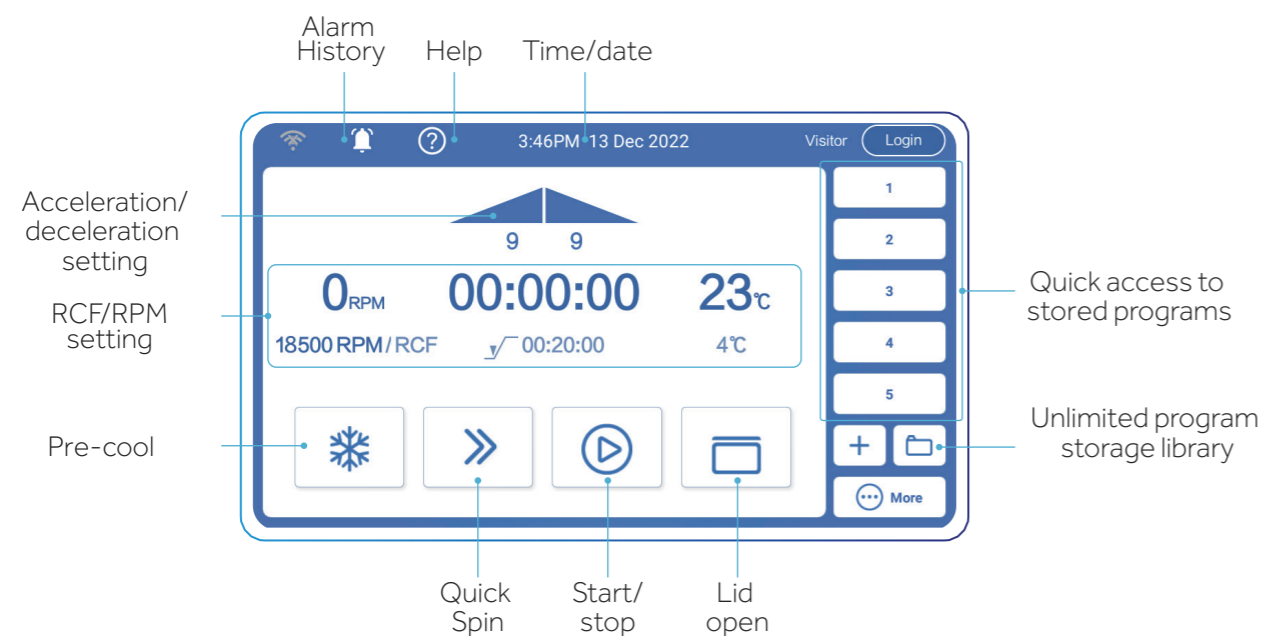 Alarm
History
Help
Time/date
3:46PM 13 Dec 2022
Visitor
Login
Acceleration/
deceleration
setting
9 9
RCF/RPM
setting
0 RPM 00:00:00 23℃
18500 RPM/RCF 00:20:00 4℃
1
2
3
4
5
Quick access to
stored programs
Pre-cool
Unlimited program
storage library
More
Quick
Spin
Start/
stop
Lid
open